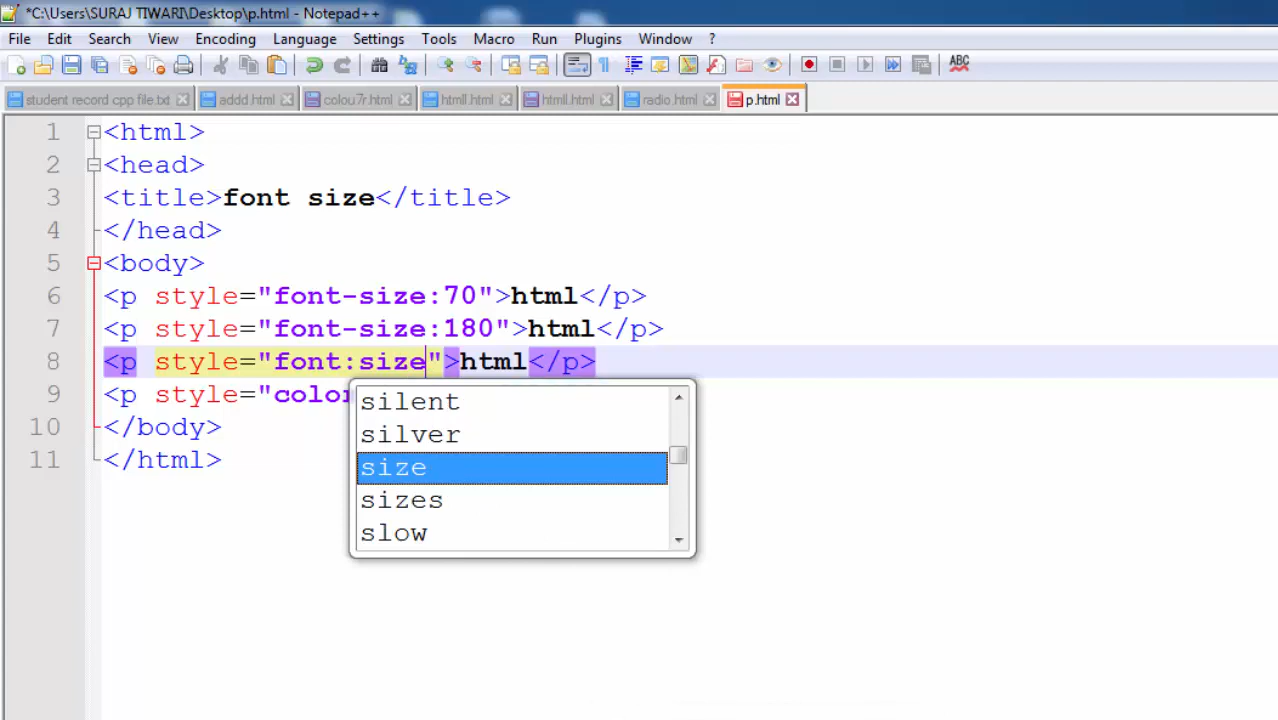 *C:\Users\SURAJ TIWARI\Desktop\p.html - Notepad++
File Edit Search View Encoding Language Settings Tools Macro Run Plugins Window ?
ABC
student record cpp file.txt addd.html colou7r.html htmll.html htmll.html radio.html p.html
1 <html>
2 <head>
3 <title>font size</title>
4 </head>
5 <body>
6 <p style="font-size:70">html</p>
7 <p style="font-size:180">html</p>
8 <p style="font:size">html</p>
9 <p style="color
10 </body>
11 </html>
silent
silver
size
sizes
slow